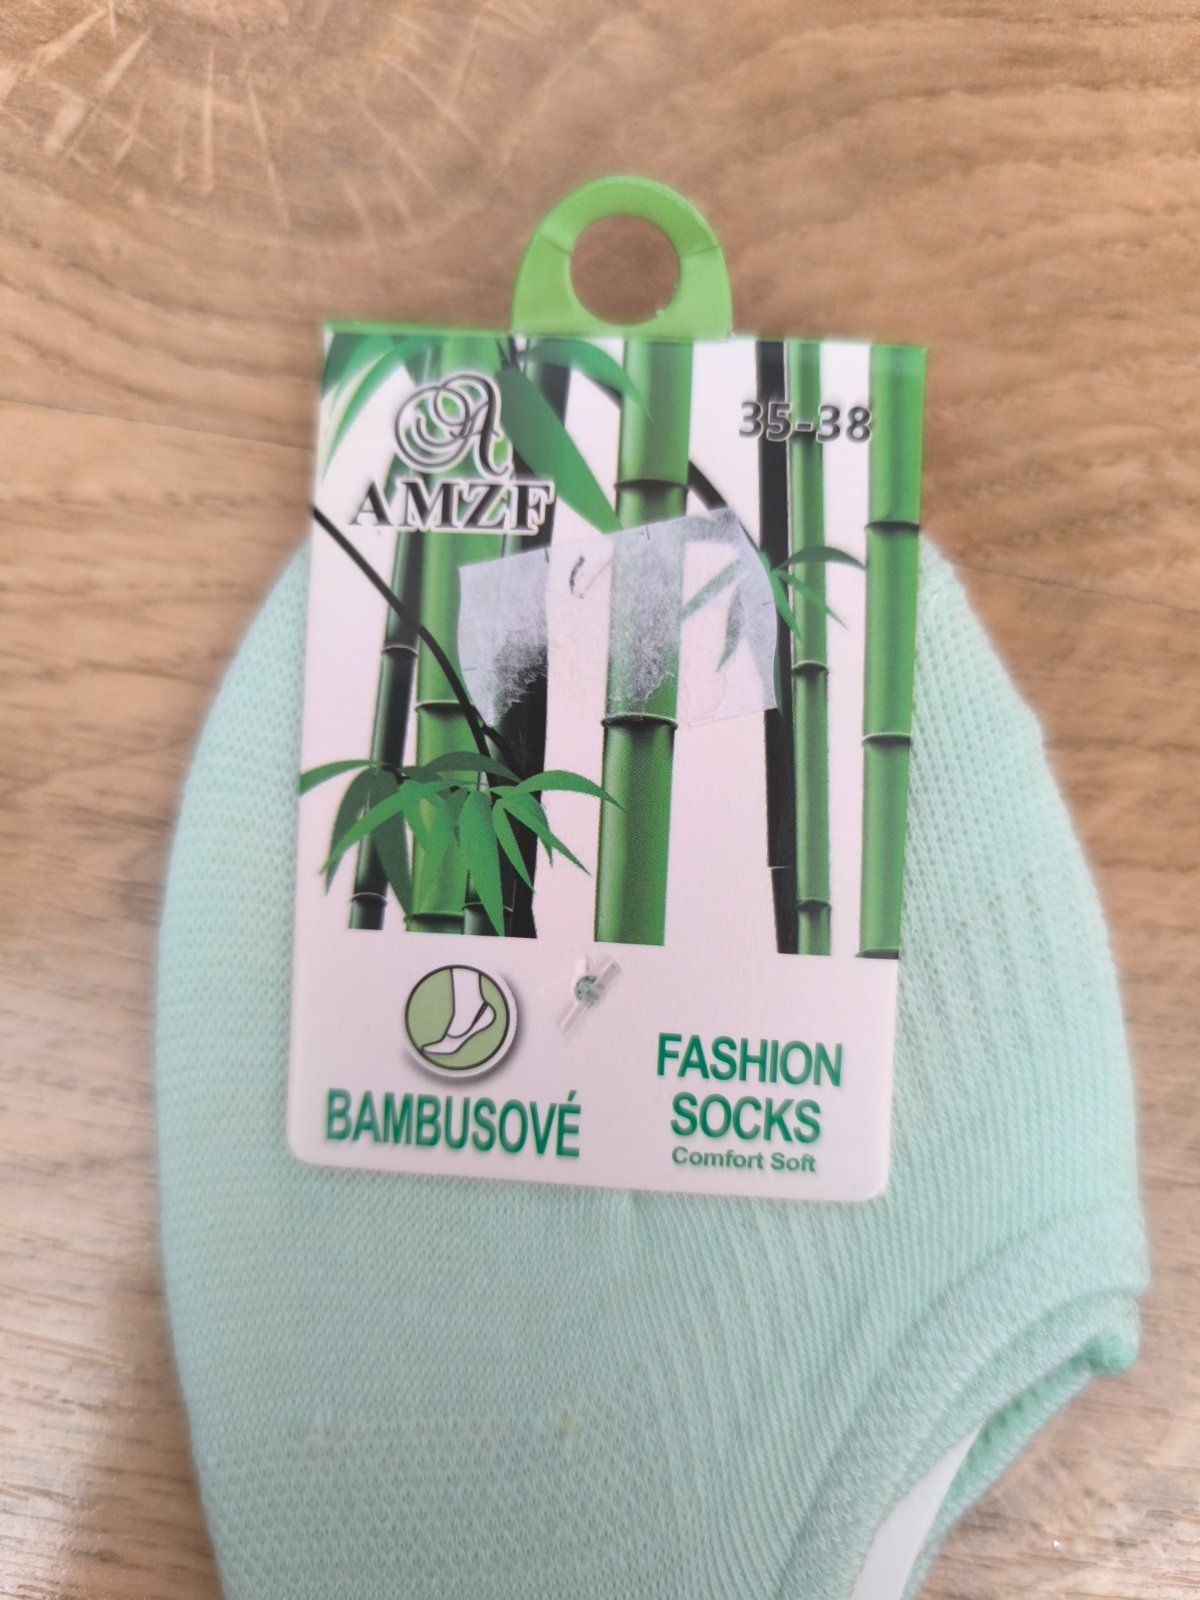 A
AMZF
35-38
BAMBUSOVÉ
FASHION
SOCKS
Comfort Soft